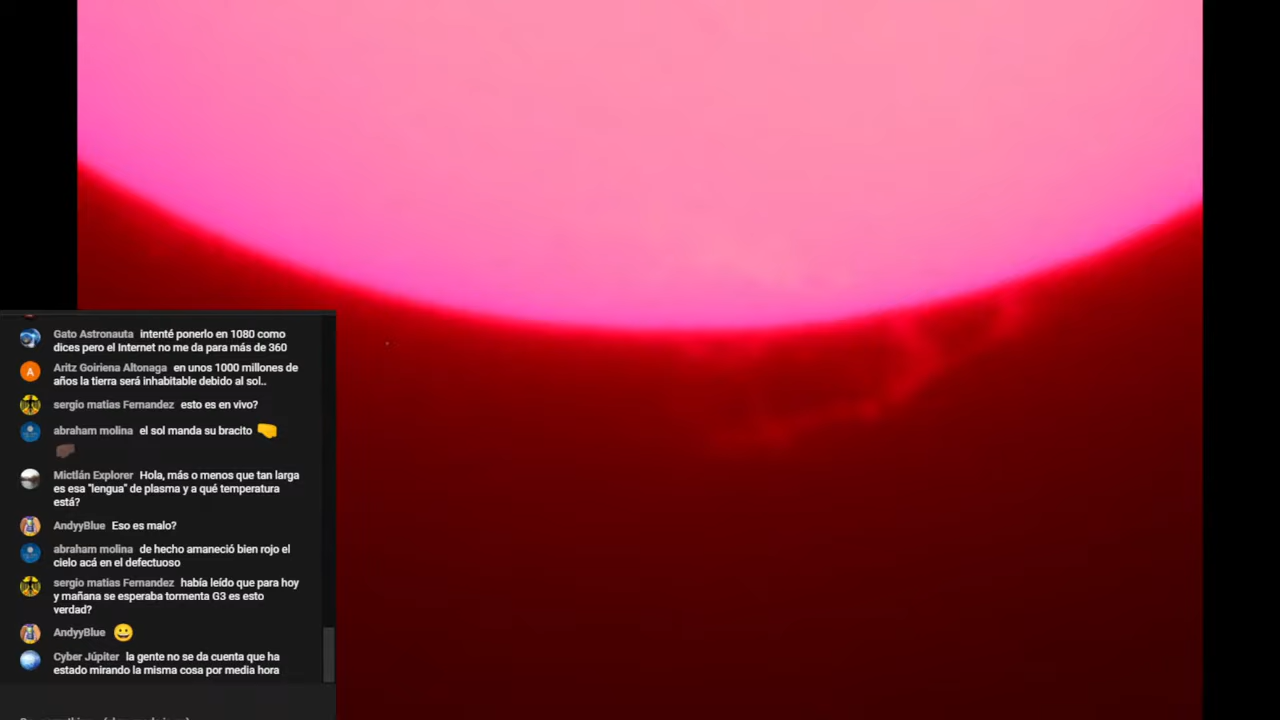 Gato Astronauta intenté ponerlo en 1080 como
dices pero el Internet no me da para más de 360
Aritz Goiriena Altonaga en unos 1000 millones de
años la tierra será inhabitable debido al sol..
sergio matias Fernandez esto es en vivo?
abraham molina el sol manda su bracito
Mictlán Explorer Hola, más o menos que tan larga
es esa "lengua" de plasma y a qué temperatura
está?
AndyyBlue Eso es malo?
abraham molina de hecho amaneció bien rojo el
cielo acá en el defectuoso
sergio matias Fernandez había leído que para hoy
y mañana se esperaba tormenta G3 es esto
verdad?
AndyyBlue
Cyber Júpiter la gente no se da cuenta que ha
estado mirando la misma cosa por media hora